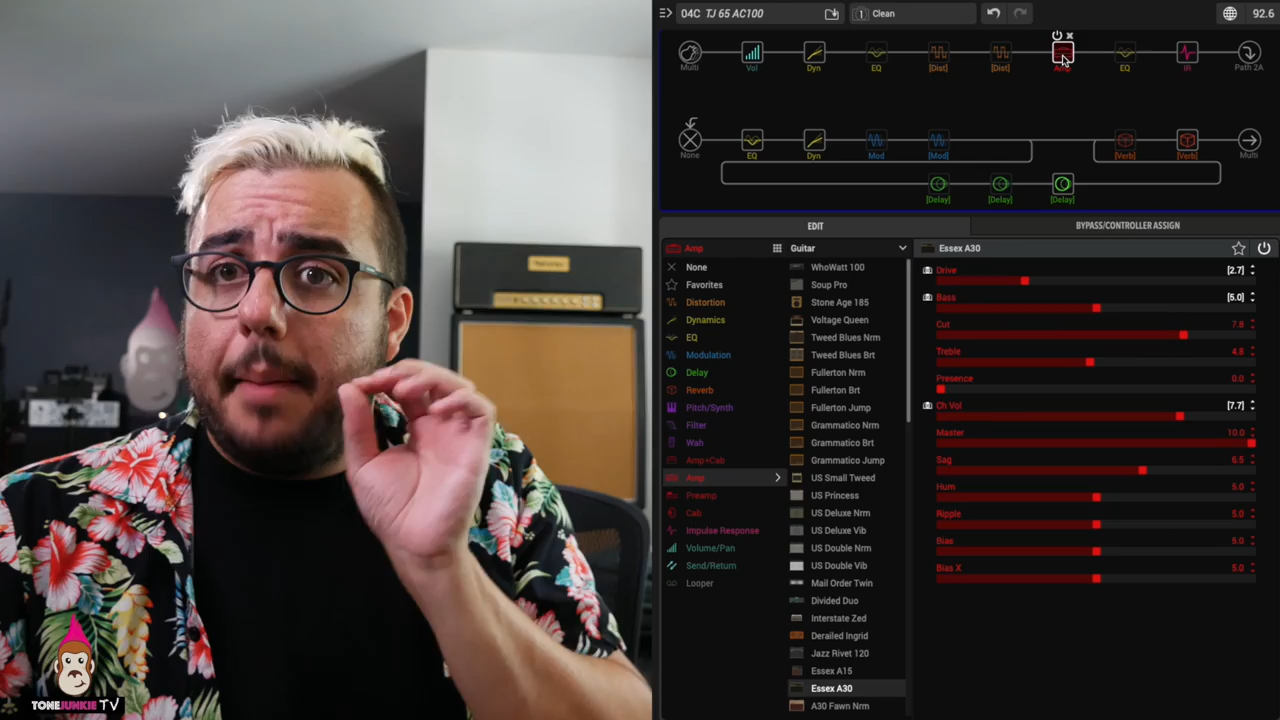 04C TJ 65 AC100
1
Clean
92.6
Multi
Vol
Dyn
EQ
[Dist]
[Dist]
Amp
EQ
IR
Path 2A
None
EQ
Dyn
Mod
[Mod]
[Verb]
[Verb]
Multi
[Delay]
[Delay]
[Delay]
EDIT
BYPASS/CONTROLLER ASSIGN
Amp
None
Favorites
Distortion
Dynamics
EQ
Modulation
Delay
Reverb
Pitch/Synth
Filter
Wah
Amp+Cab
Amp
Preamp
Cab
Impulse Response
Volume/Pan
Send/Return
Looper
Guitar
WhoWatt 100
Soup Pro
Stone Age 185
Voltage Queen
Tweed Blues Nrm
Tweed Blues Brt
Fullerton Nrm
Fullerton Brt
Fullerton Jump
Grammatico Nrm
Grammatico Brt
Grammatico Jump
US Small Tweed
US Princess
US Deluxe Nrm
US Deluxe Vib
US Double Nrm
US Double Vib
Mail Order Twin
Divided Duo
Interstate Zed
Derailed Ingrid
Jazz Rivet 120
Essex A15
Essex A30
A30 Fawn Nrm
Essex A30
Drive [2.7]
Bass [5.0]
Cut 7.8
Treble 4.8
Presence 0.0
Ch Vol [7.7]
Master 10.0
Sag 6.5
Hum 5.0
Ripple 5.0
Bias 5.0
Bias X 5.0
TONEJUNKIE TV